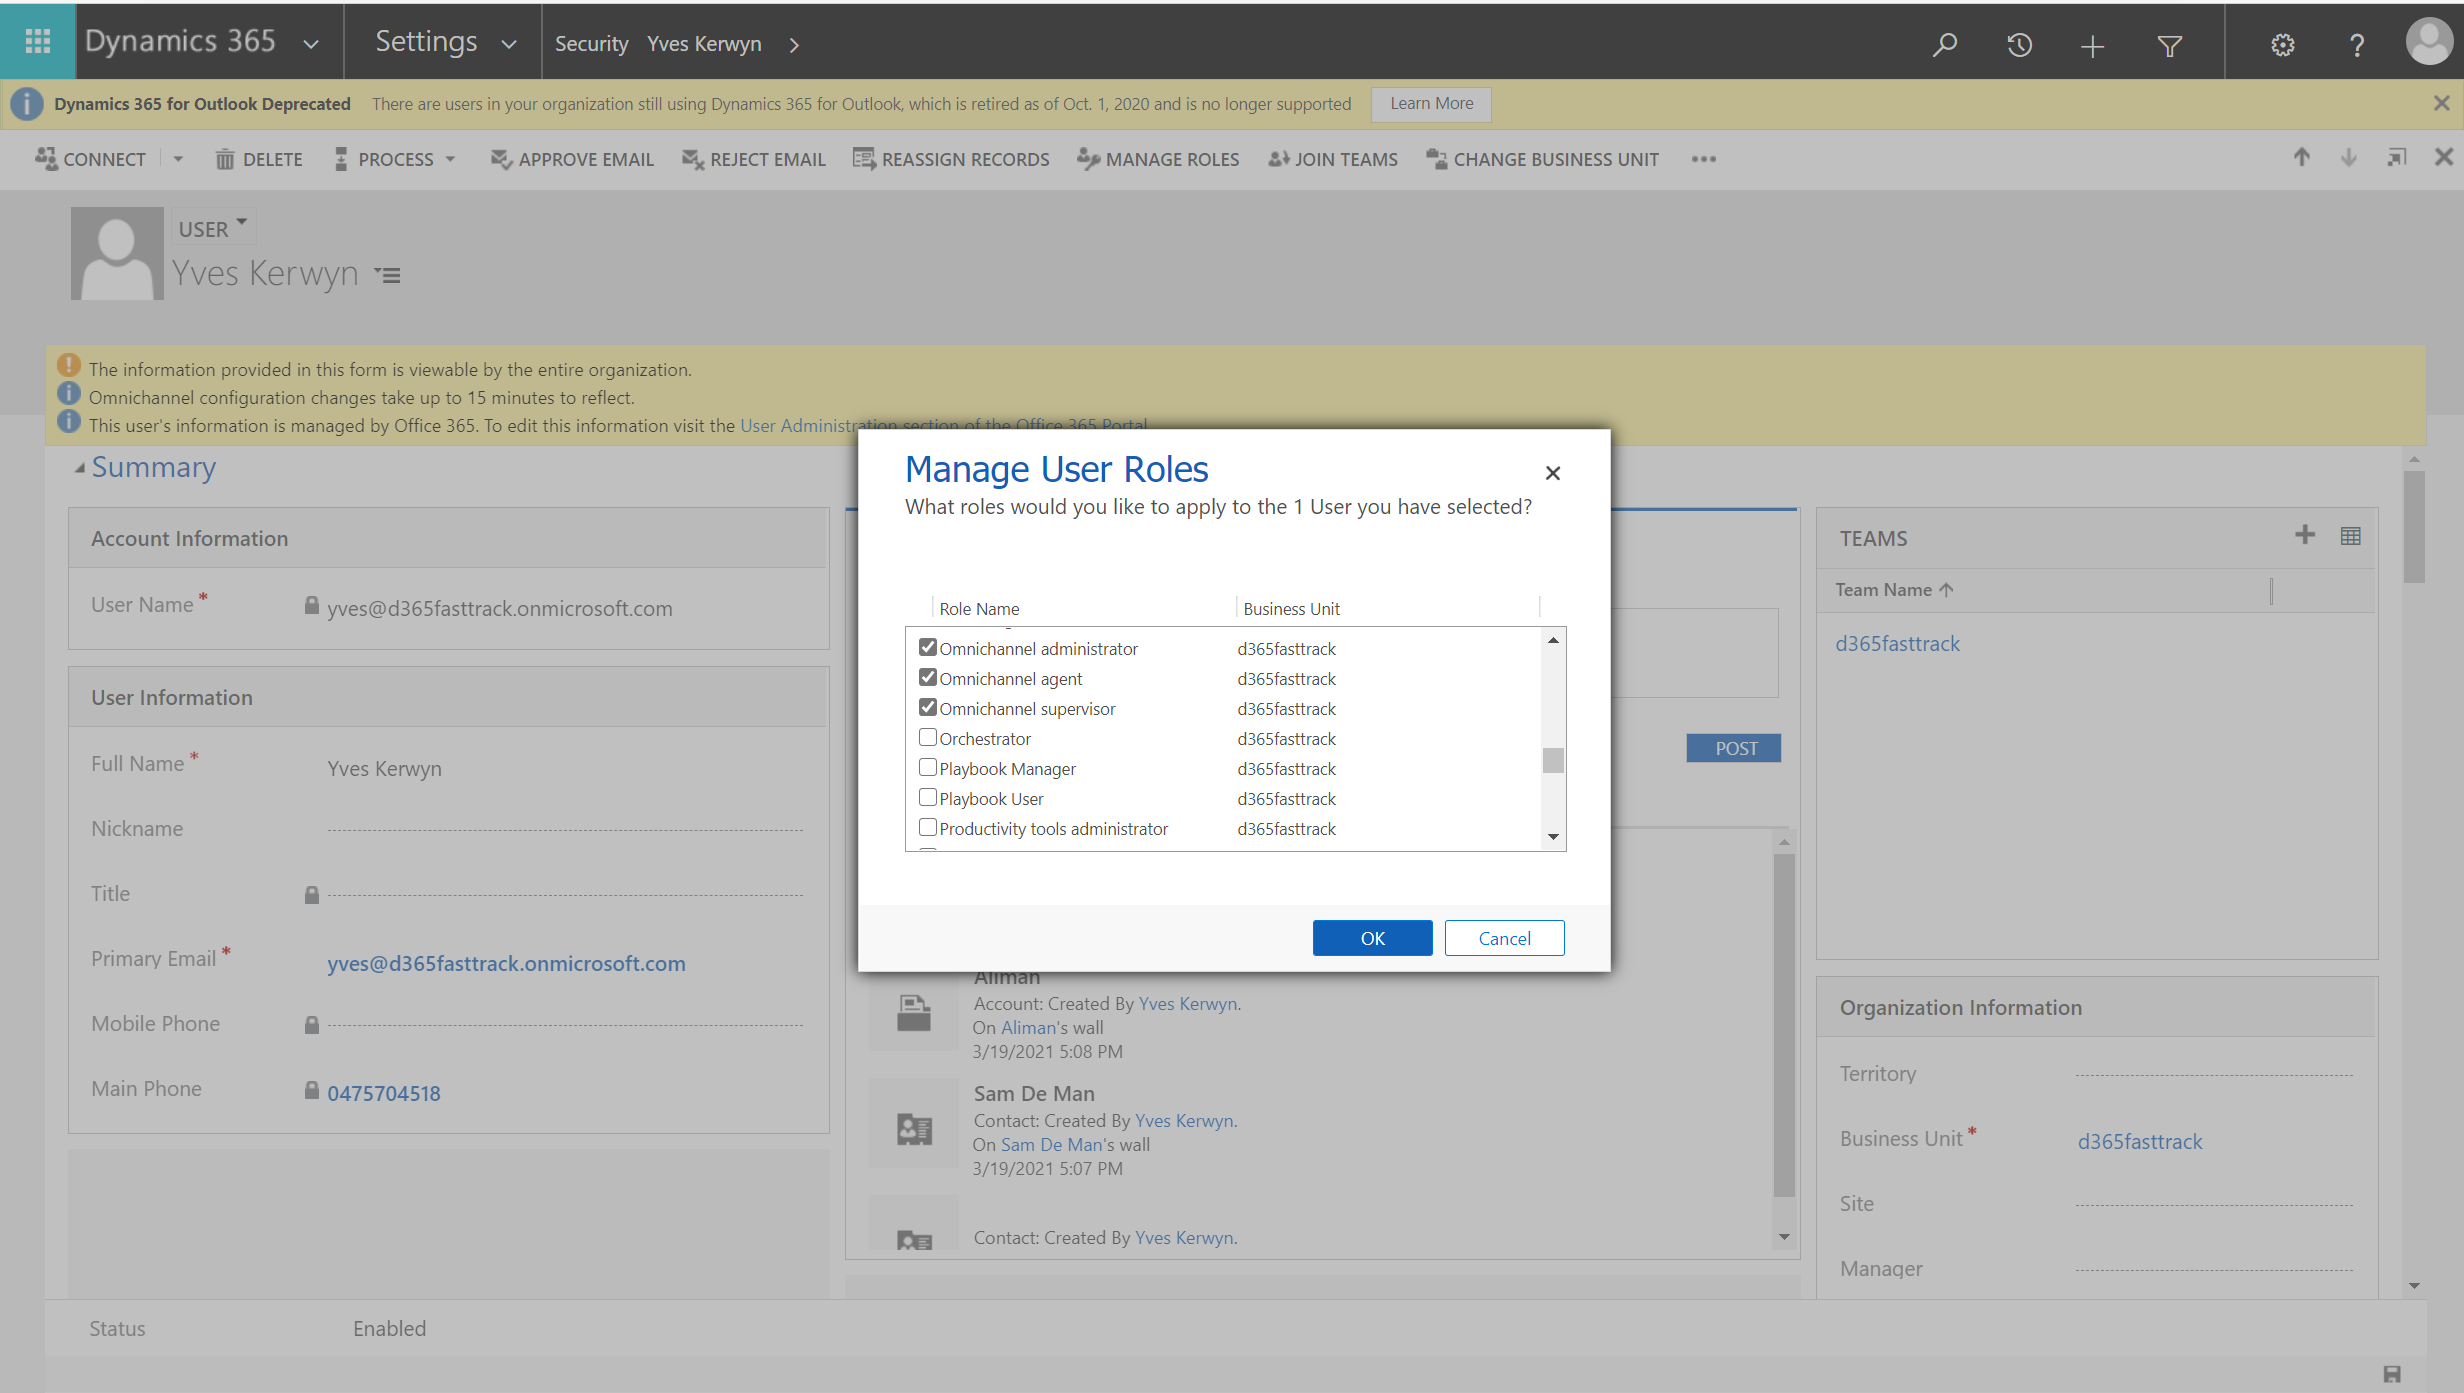 Dynamics 365 Settings Security Yves Kerwyn
Dynamics 365 for Outlook Deprecated There are users in your organization still using Dynamics 365 for Outlook, which is retired as of Oct. 1, 2020 and is no longer supported Learn More
CONNECT DELETE PROCESS APPROVE EMAIL REJECT EMAIL REASSIGN RECORDS MANAGE ROLES JOIN TEAMS CHANGE BUSINESS UNIT
USER
Yves Kerwyn
The information provided in this form is viewable by the entire organization.
Omnichannel configuration changes take up to 15 minutes to reflect.
This user's information is managed by Office 365. To edit this information visit the User Administration section of the Office 365 Portal
Summary
Account Information
User Name *
yves@d365fasttrack.onmicrosoft.com
User Information
Full Name *
Yves Kerwyn
Nickname
Title
Primary Email *
yves@d365fasttrack.onmicrosoft.com
Mobile Phone
Main Phone
0475704518
Manage User Roles
What roles would you like to apply to the 1 User you have selected?
Role Name Business Unit
Omnichannel administrator d365fasttrack
Omnichannel agent d365fasttrack
Omnichannel supervisor d365fasttrack
Orchestrator d365fasttrack
Playbook Manager d365fasttrack
Playbook User d365fasttrack
Productivity tools administrator d365fasttrack
OK Cancel
POST
Aliman
Account: Created By Yves Kerwyn.
On Aliman's wall
3/19/2021 5:08 PM
Sam De Man
Contact: Created By Yves Kerwyn.
On Sam De Man's wall
3/19/2021 5:07 PM
Contact: Created By Yves Kerwyn.
TEAMS
Team Name
d365fasttrack
Organization Information
Territory
Business Unit *
d365fasttrack
Site
Manager
Status Enabled